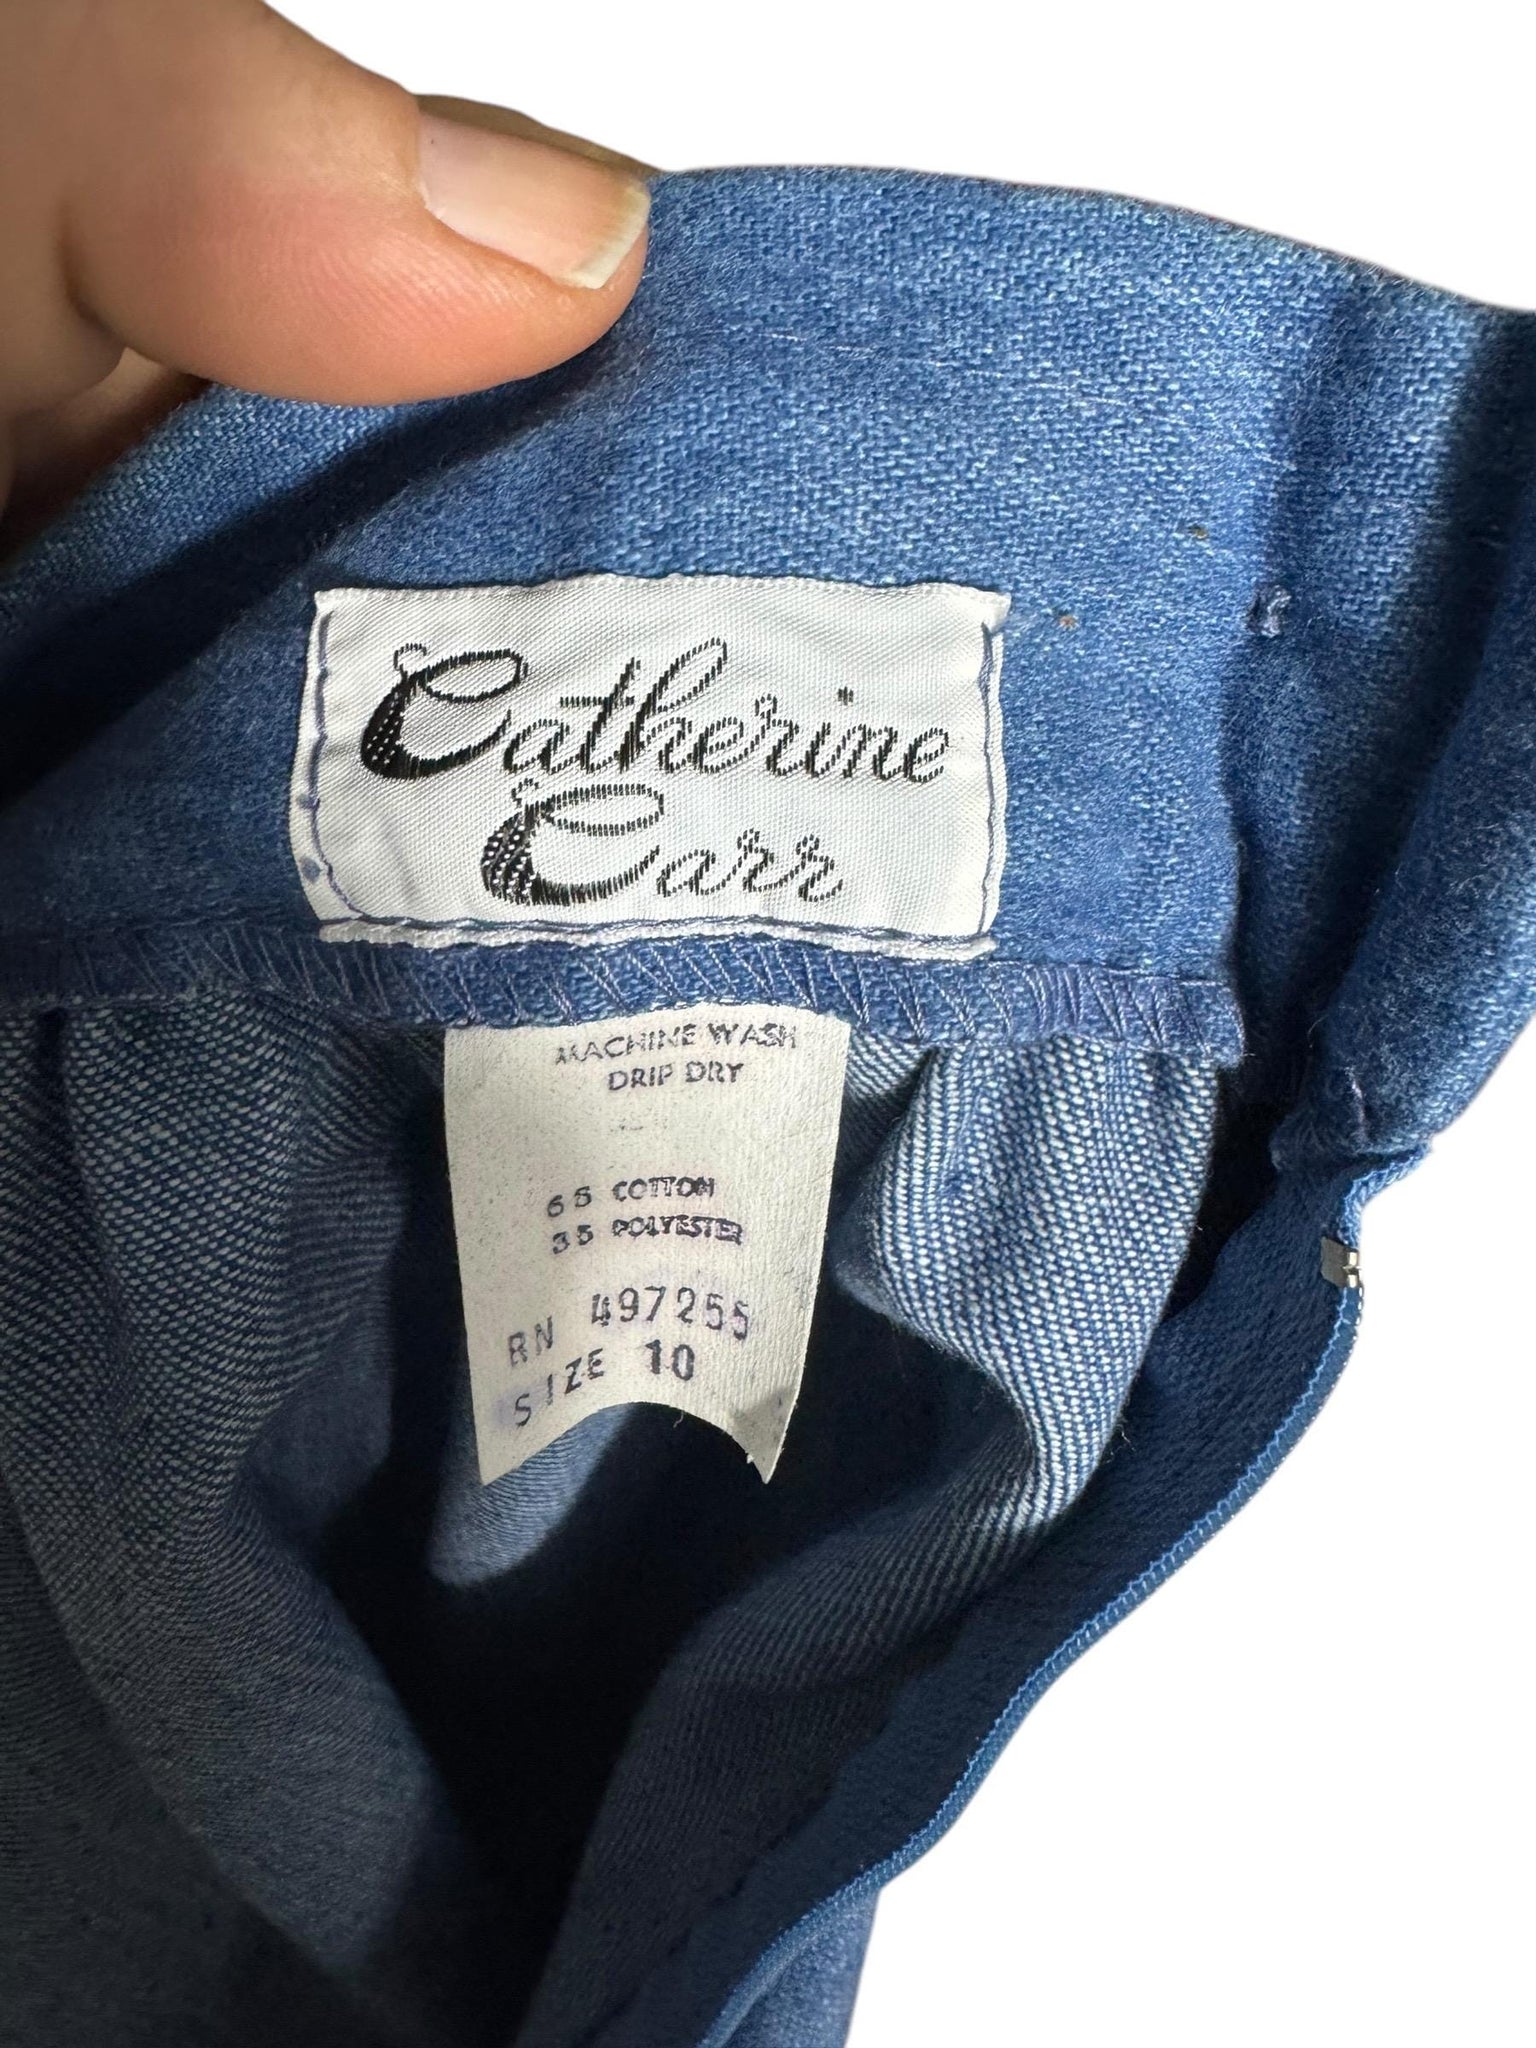 Catherine
Carr
MACHINE WASH
DRIP DRY
65 COTTON
35 POLYESTER
RN 497255
SIZE 10